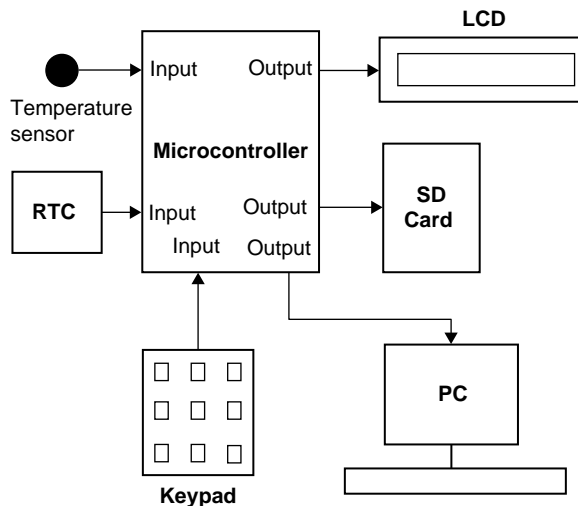 LCD
Input
Output
Temperature
sensor
Microcontroller
RTC
Input
Output
SD
Card
Input
Output
PC
Keypad